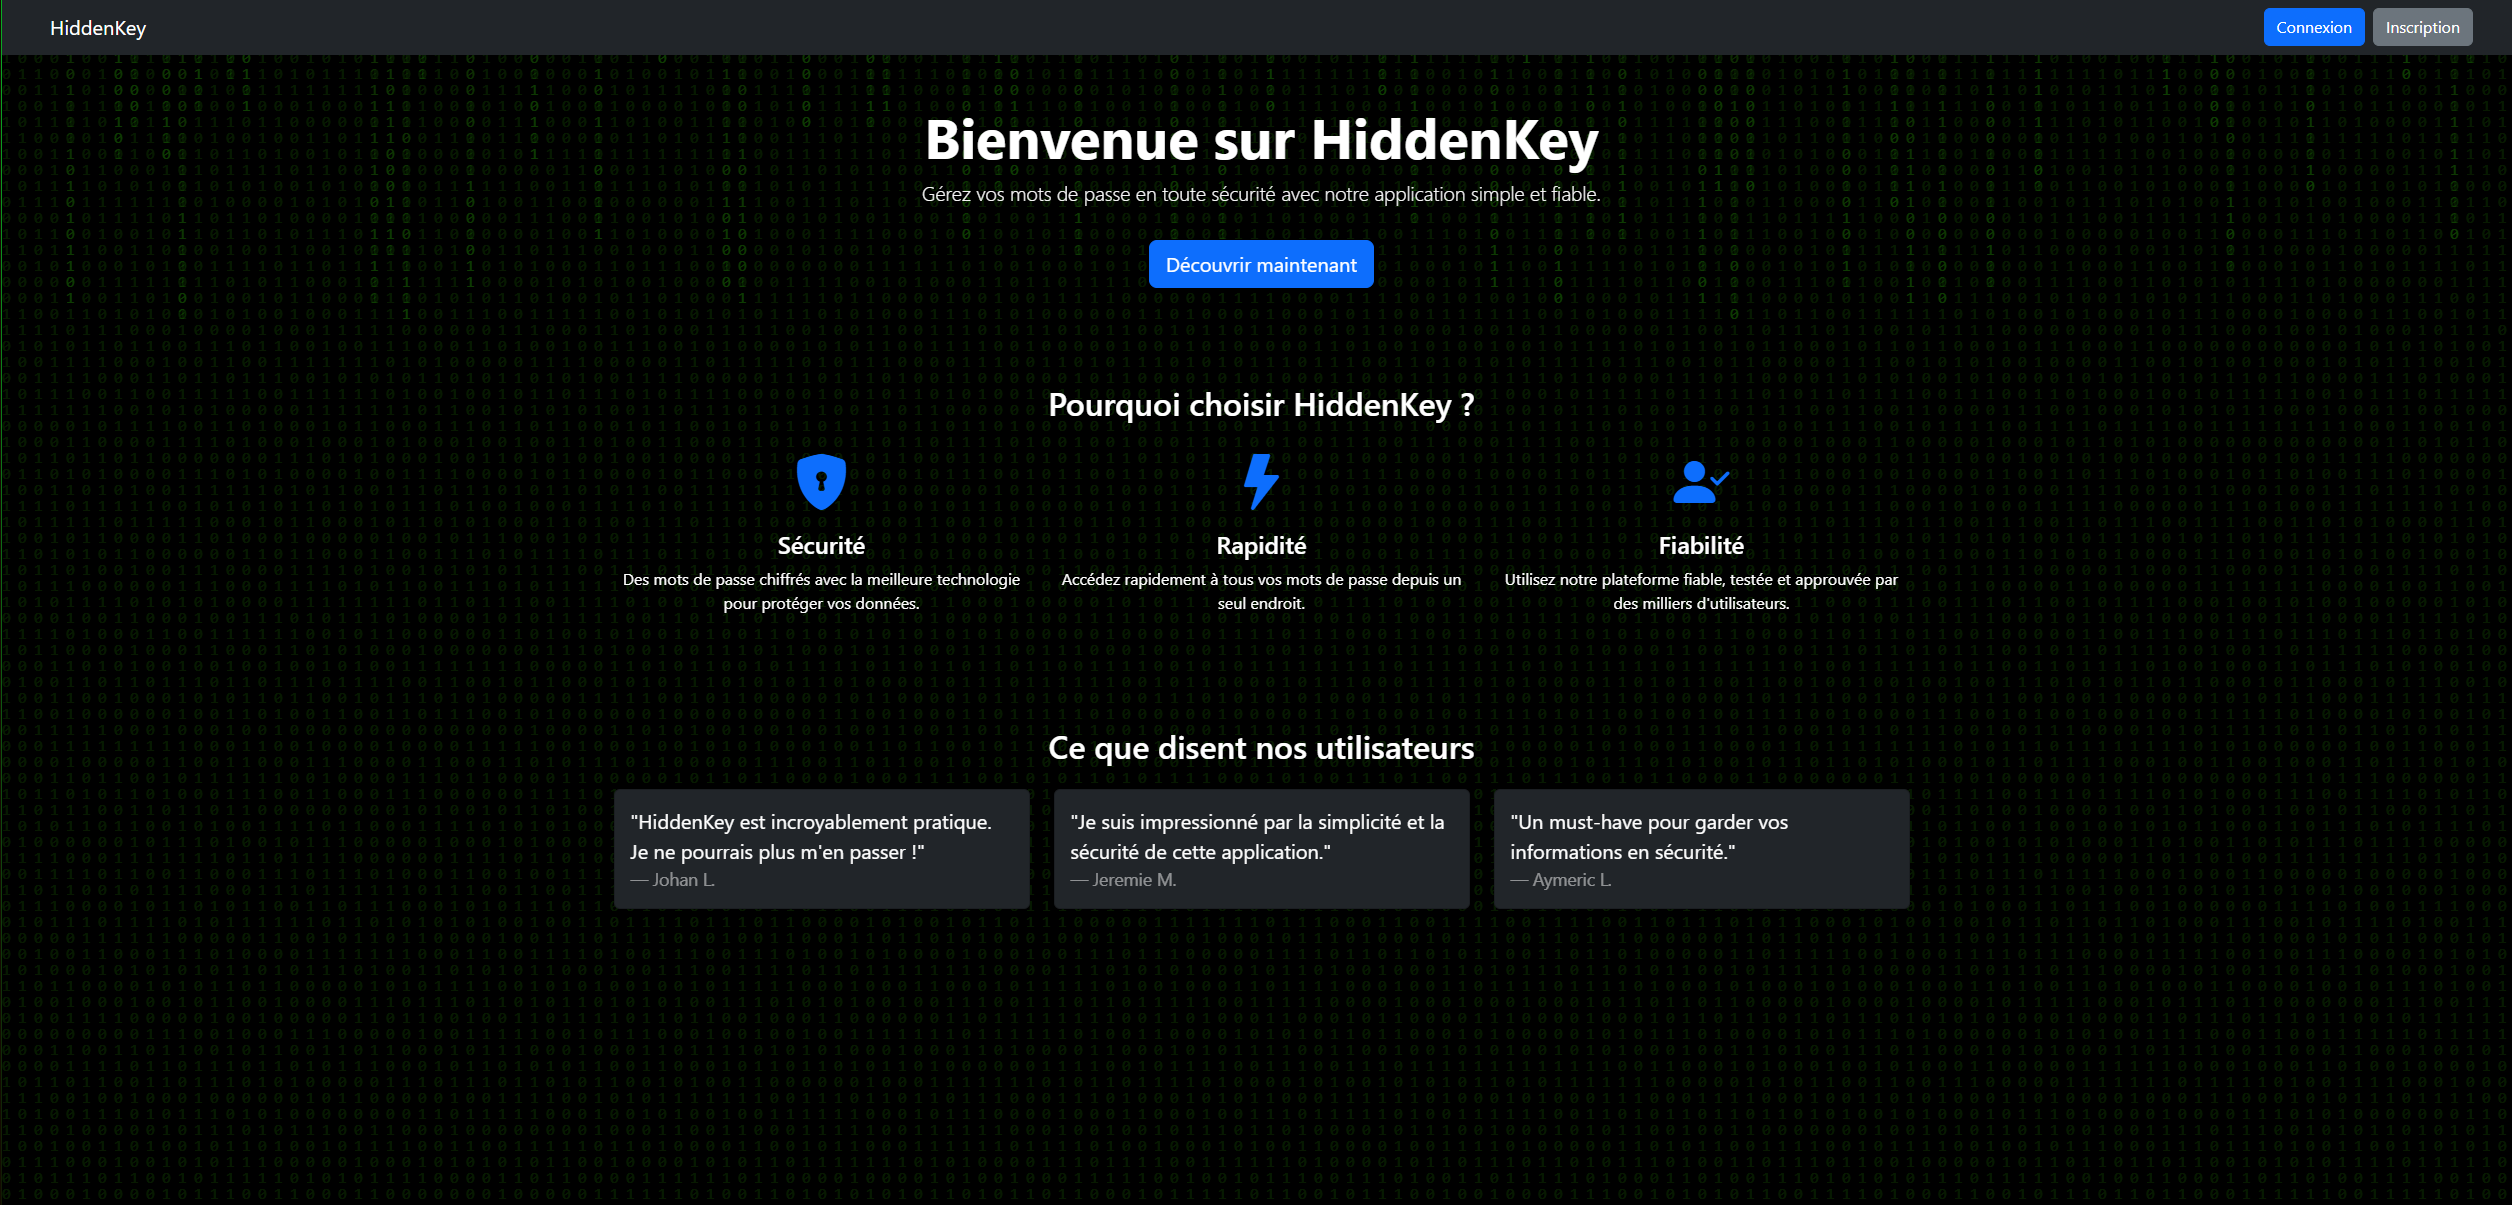 HiddenKey
Connexion
Inscription
Bienvenue sur HiddenKey
Gérez vos mots de passe en toute sécurité avec notre application simple et fiable.
Découvrir maintenant
Pourquoi choisir HiddenKey ?
Sécurité
Des mots de passe chiffrés avec la meilleure technologie
pour protéger vos données.
Rapidité
Accédez rapidement à tous vos mots de passe depuis un
seul endroit.
Fiabilité
Utilisez notre plateforme fiable, testée et approuvée par
des milliers d'utilisateurs.
Ce que disent nos utilisateurs
"HiddenKey est incroyablement pratique.
Je ne pourrais plus m'en passer !"
— Johan L.
"Je suis impressionné par la simplicité et la
sécurité de cette application."
— Jeremie M.
"Un must-have pour garder vos
informations en sécurité."
— Aymeric L.